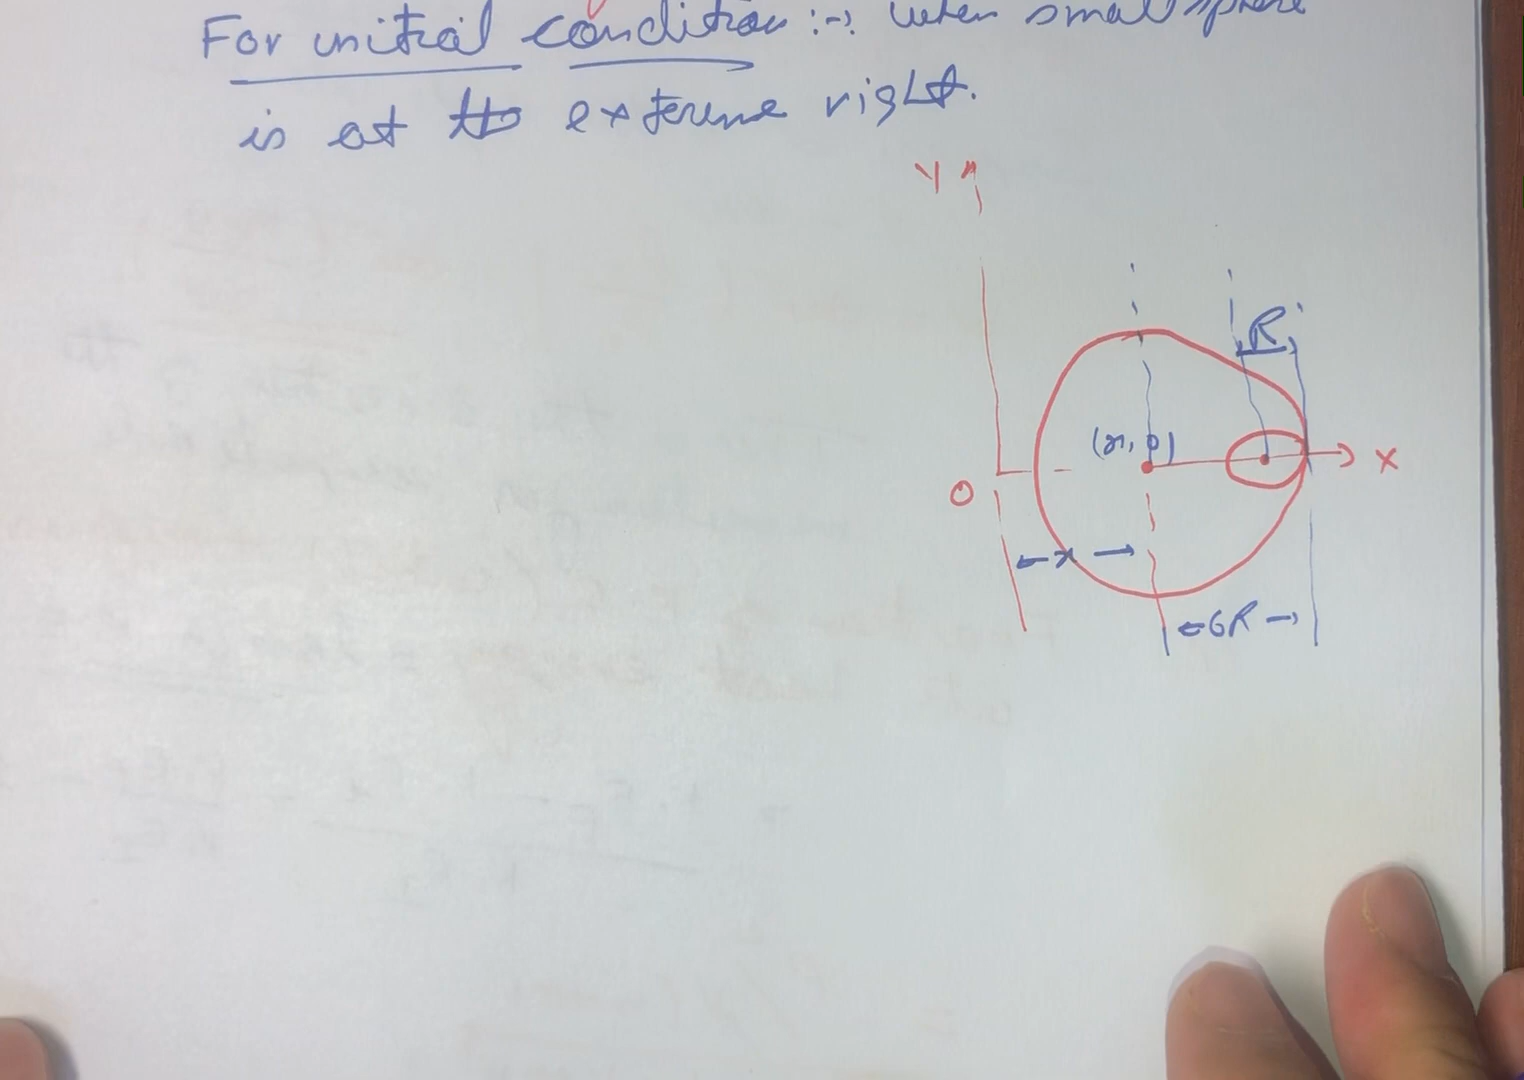 For initial condition :→ when small sphere
is at the extreme right.
Y
R
(x, 0)
X
O
← x →
← 6R →